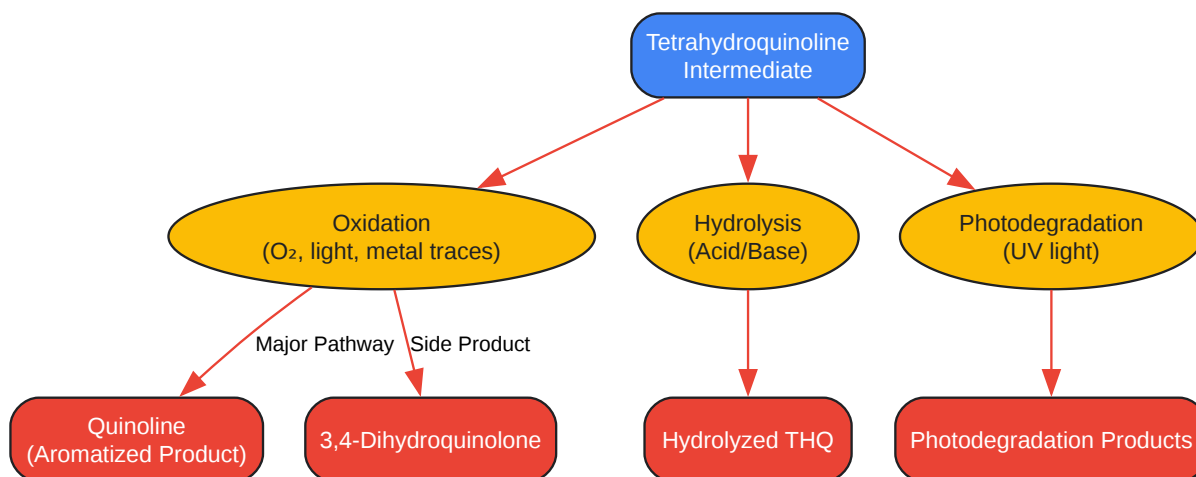 Tetrahydroquinoline
Intermediate
Oxidation
(O₂, light, metal traces)
Hydrolysis
(Acid/Base)
Photodegradation
(UV light)
Major Pathway
Side Product
Quinoline
(Aromatized Product)
3,4-Dihydroquinolone
Hydrolyzed THQ
Photodegradation Products